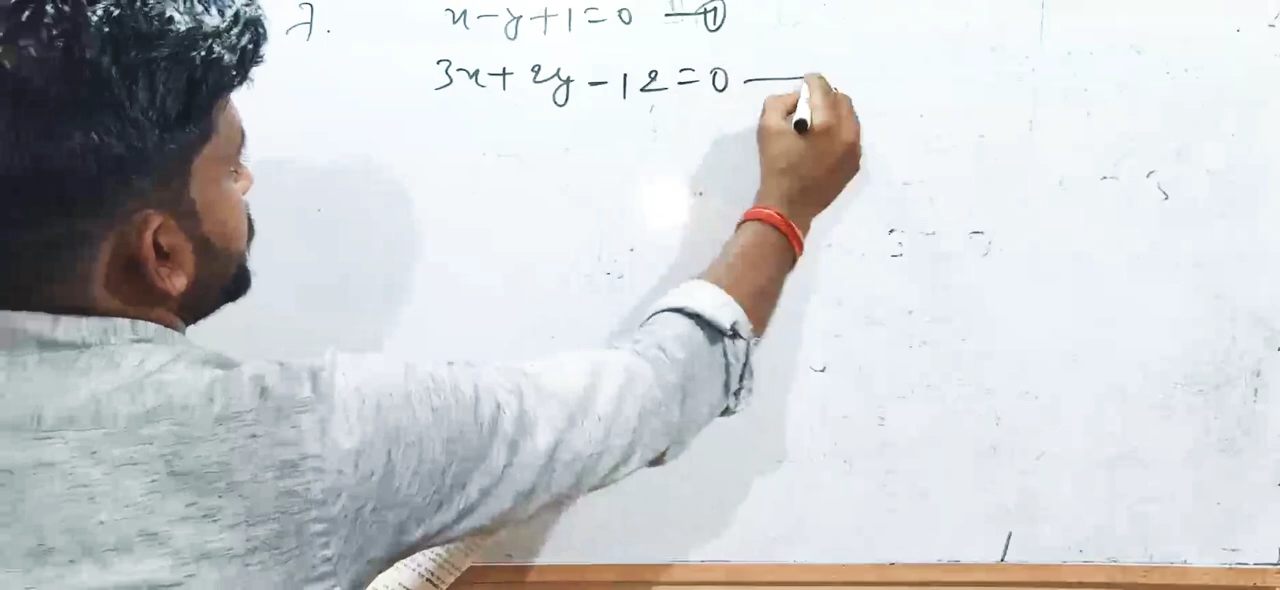 7. x-y+1=0 —①
3x+2y-12=0 —